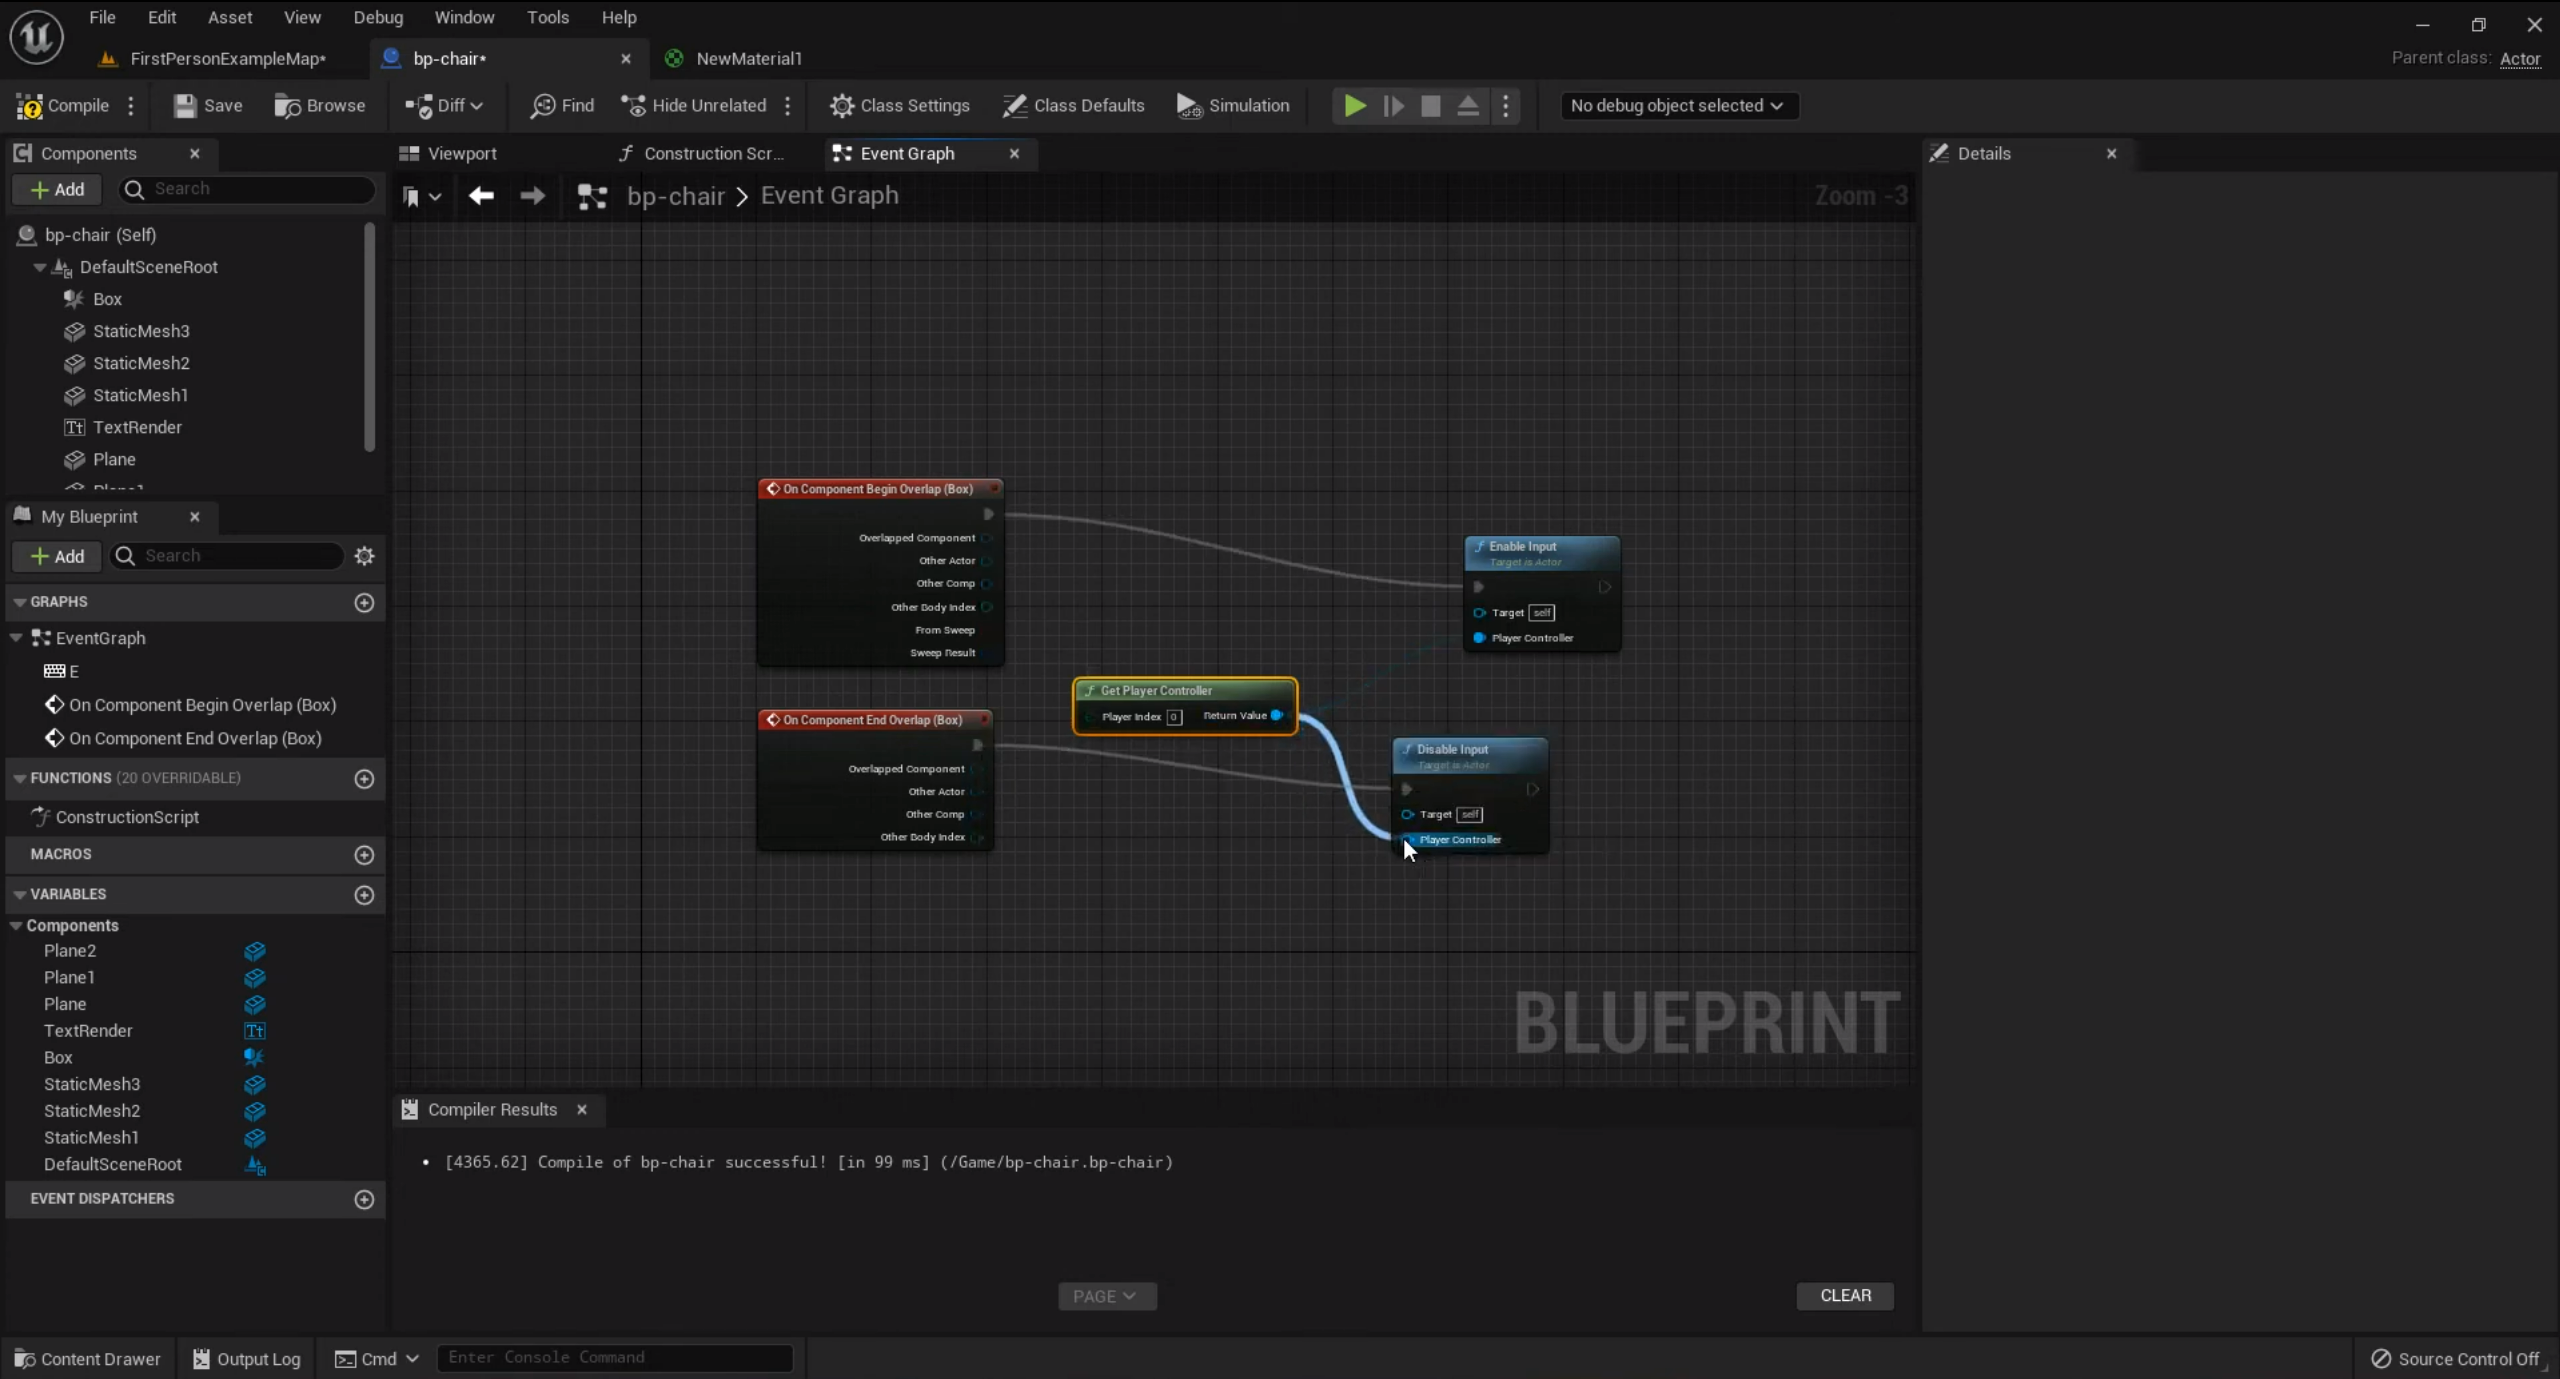 File Edit Asset View Debug Window Tools Help
FirstPersonExampleMap* bp-chair* NewMaterial1 Parent class: Actor
Compile Save Browse Diff Find Hide Unrelated Class Settings Class Defaults Simulation No debug object selected
Components Viewport Construction Scr... Event Graph Details
Add Search bp-chair > Event Graph Zoom -3
bp-chair (Self)
DefaultSceneRoot
Box
StaticMesh3
StaticMesh2
StaticMesh1
TextRender
Plane
Plane1
My Blueprint
Add Search
GRAPHS
EventGraph
E
On Component Begin Overlap (Box)
On Component End Overlap (Box)
FUNCTIONS (20 OVERRIDABLE)
ConstructionScript
MACROS
VARIABLES
Components
Plane2
Plane1
Plane
TextRender
Box
StaticMesh3
StaticMesh2
StaticMesh1
DefaultSceneRoot
EVENT DISPATCHERS
On Component Begin Overlap (Box)
Overlapped Component
Other Actor
Other Comp
Other Body Index
From Sweep
Sweep Result
Enable Input
Target is Actor
Target self
Player Controller
Get Player Controller
Player Index 0 Return Value
On Component End Overlap (Box)
Overlapped Component
Other Actor
Other Comp
Other Body Index
Disable Input
Target is Actor
Target self
Player Controller
BLUEPRINT
Compiler Results
• [4365.62] Compile of bp-chair successful! [in 99 ms] (/Game/bp-chair.bp-chair)
PAGE CLEAR
Content Drawer Output Log Cmd Enter Console Command Source Control Off